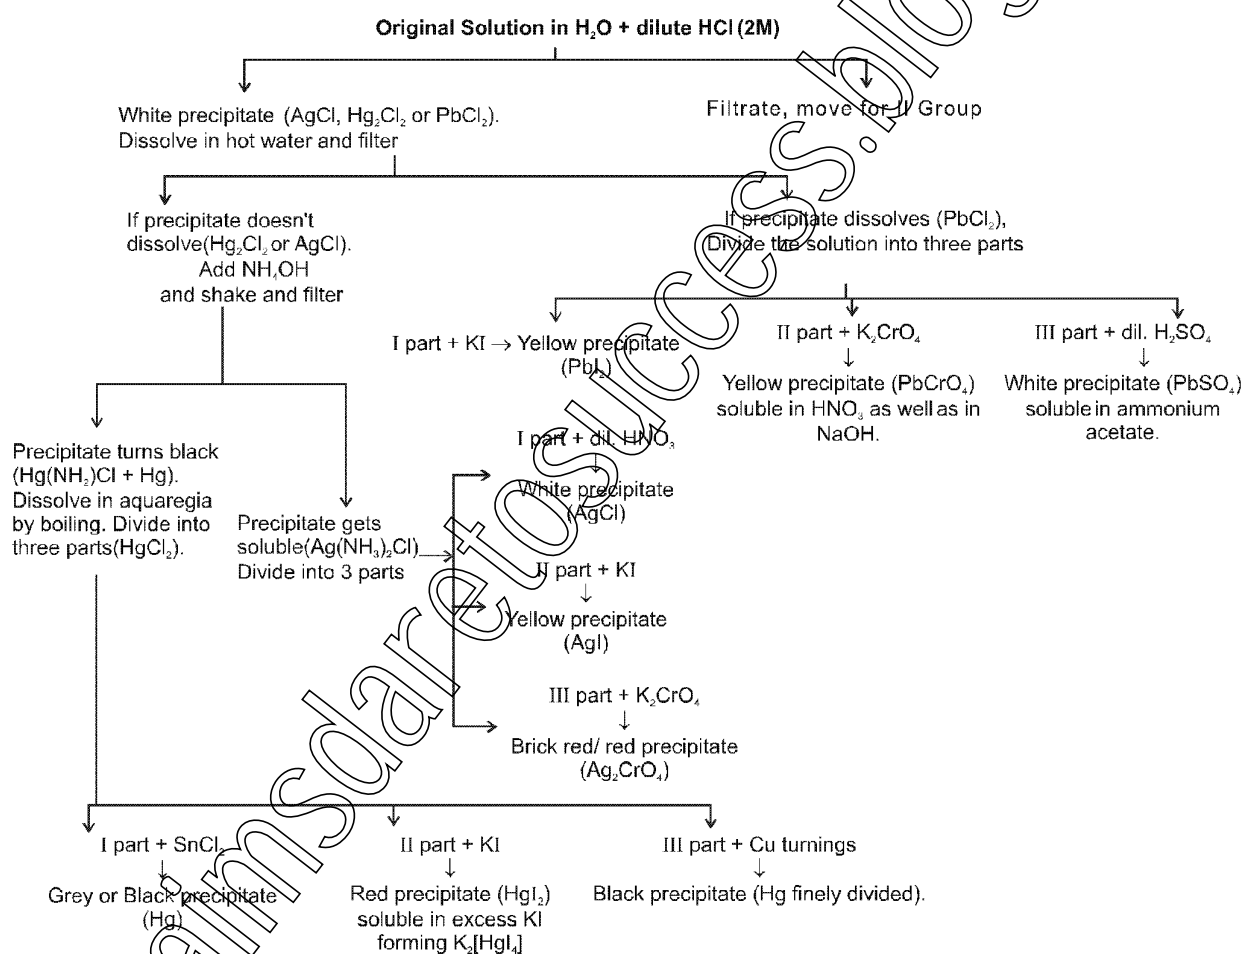 Original Solution in H₂O + dilute HCl (2M)
White precipitate (AgCl, Hg₂Cl₂ or PbCl₂).
Dissolve in hot water and filter
Filtrate, move for II Group
If precipitate doesn't
dissolve(Hg₂Cl₂ or AgCl).
Add NH₄OH
and shake and filter
If precipitate dissolves (PbCl₂),
Divide the solution into three parts
I part + KI → Yellow precipitate
(PbI₂)
II part + K₂CrO₄
↓
Yellow precipitate (PbCrO₄)
soluble in HNO₃ as well as in
NaOH.
III part + dil. H₂SO₄
↓
White precipitate (PbSO₄)
soluble in ammonium
acetate.
Precipitate turns black
(Hg(NH₂)Cl + Hg).
Dissolve in aquaregia
by boiling. Divide into
three parts(HgCl₂).
Precipitate gets
soluble(Ag(NH₃)₂Cl)
Divide into 3 parts
I part + dil. HNO₃
↓
White precipitate
(AgCl)
II part + KI
↓
Yellow precipitate
(AgI)
III part + K₂CrO₄
↓
Brick red/ red precipitate
(Ag₂CrO₄)
I part + SnCl₂
↓
Grey or Black precipitate
(Hg)
II part + KI
↓
Red precipitate (HgI₂)
soluble in excess KI
forming K₂[HgI₄]
III part + Cu turnings
↓
Black precipitate (Hg finely divided).
aimsdaretosuccess.blog